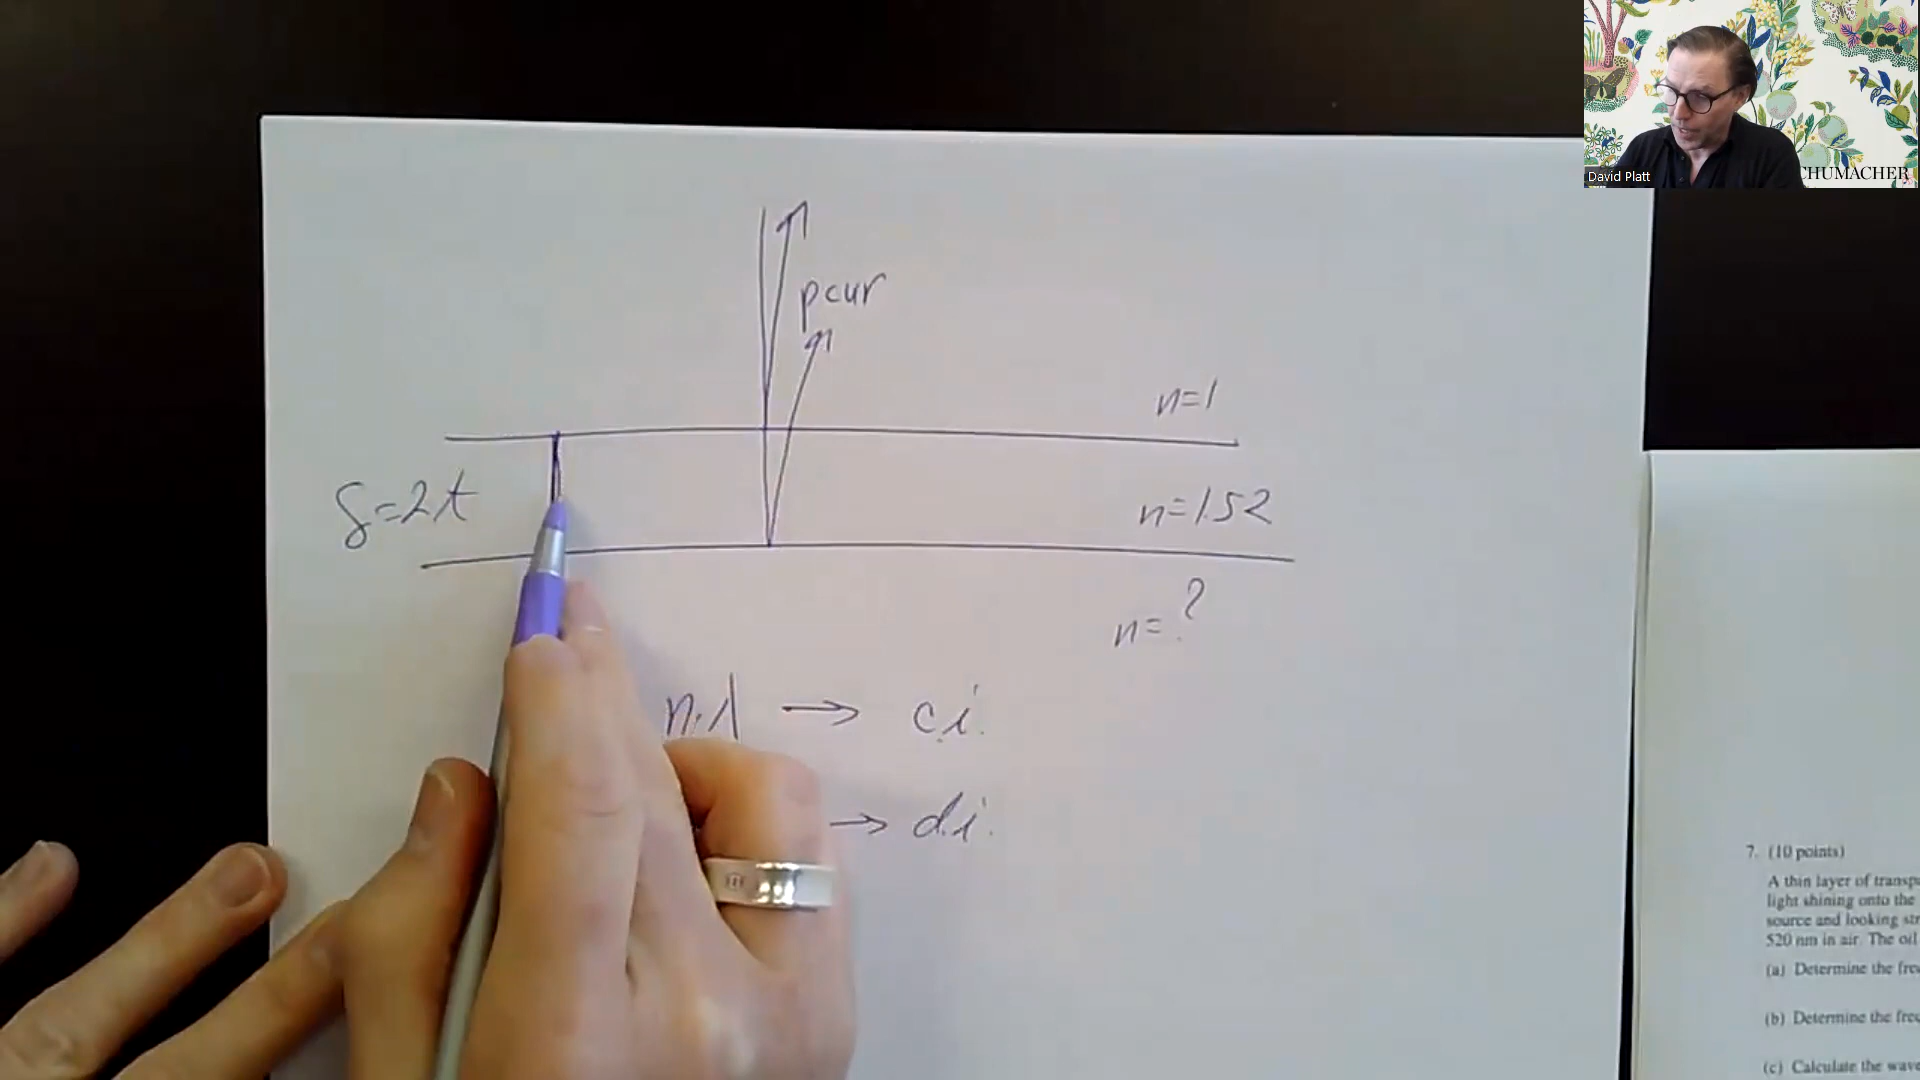 David Platt
CHUMACHER
pcur
n=1
δ=2t
n=1.52
n=?
n·λ → c.i.
→ d.i.
7. (10 points)
A thin layer of transp
light shining onto the
source and looking str
520 nm in air. The oil
(a) Determine the fre
(b) Determine the fre
(c) Calculate the wave